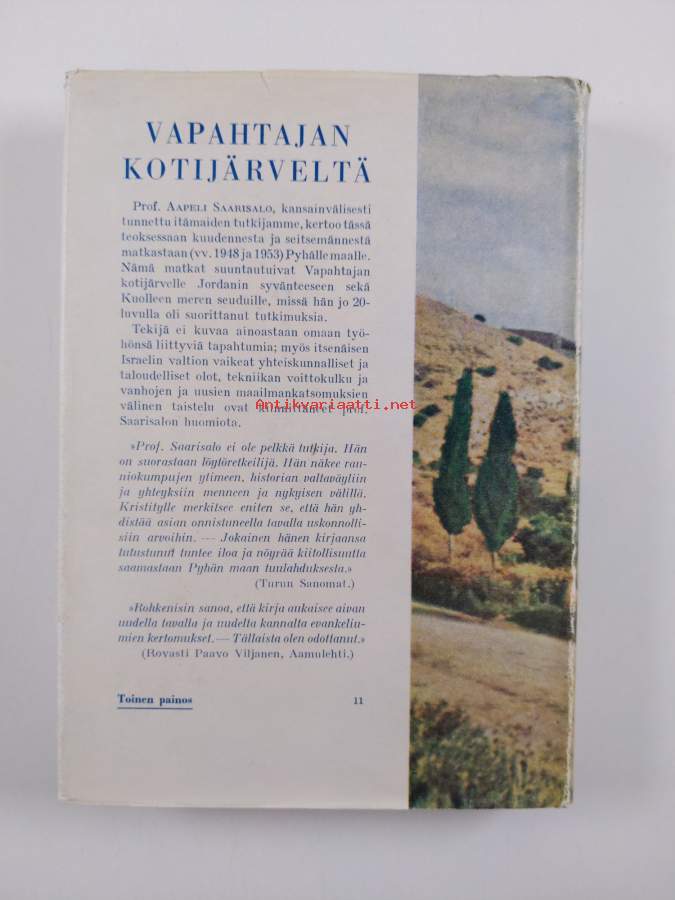 VAPAHTAJAN
KOTIJÄRVELTÄ
Prof. AAPELI SAARISALO, kansainvälisesti
tunnettu itämaiden tutkijamme, kertoo tässä
teoksessaan kuudennesta ja seitsemännestä
matkastaan (vv. 1948 ja 1953) Pyhälle maalle.
Nämä matkat suuntautuivat Vapahtajan
kotijärvelle Jordanin syvänteeseen sekä
Kuolleen meren seuduille, missä hän jo 20-
luvulla oli suorittanut tutkimuksia.
Tekijä ei kuvaa ainoastaan omaan työ-
hönsä liittyviä tapahtumia; myös itsenäisen
Israelin valtion vaikeat yhteiskunnalliset ja
taloudelliset olot, tekniikan voittokulku ja
vanhojen ja uusien maailmankatsomuksien
välinen taistelu ovat kiinnittäneet prof.
Antikvariaatti.net
Saarisalon huomiota.
»Prof. Saarisalo ei ole pelkkä tutkija. Hän
on suorastaan löytöretkeilijä. Hän näkee rau-
niokumpujen ytimeen, historian valtaväyliin
ja yhteyksiin menneen ja nykyisen välillä.
Kristitylle merkitsee eniten se, että hän yh-
distää asian onnistuneella tavalla uskonnolli-
siin arvoihin. — Jokainen hänen kirjaansa
tutustunut tuntee iloa ja nöyrää kiitollisuutta
saamastaan Pyhän maan tuulahduksesta.»
(Turun Sanomat.)
»Rohkenisin sanoa, että kirja aukaisee aivan
uudella tavalla ja uudelta kannalta evankeliu-
mien kertomukset. — Tällaista olen odottanut.»
(Rovasti Paavo Viljanen, Aamulehti.)
Toinen painos 11